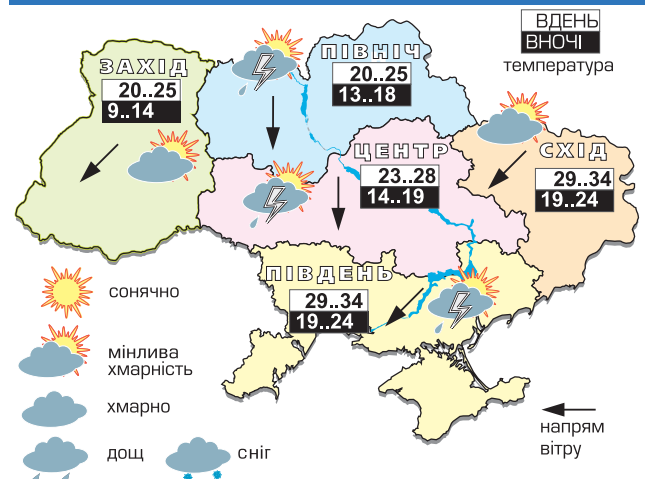 ВДЕНЬ
ВНОЧІ
температура
ЗАХІД
20..25
9..14
ПІВНІЧ
20..25
13..18
ЦЕНТР
23..28
14..19
СХІД
29..34
19..24
ПІВДЕНЬ
29..34
19..24
сонячно
мінлива
хмарність
хмарно
дощ
сніг
напрям
вітру